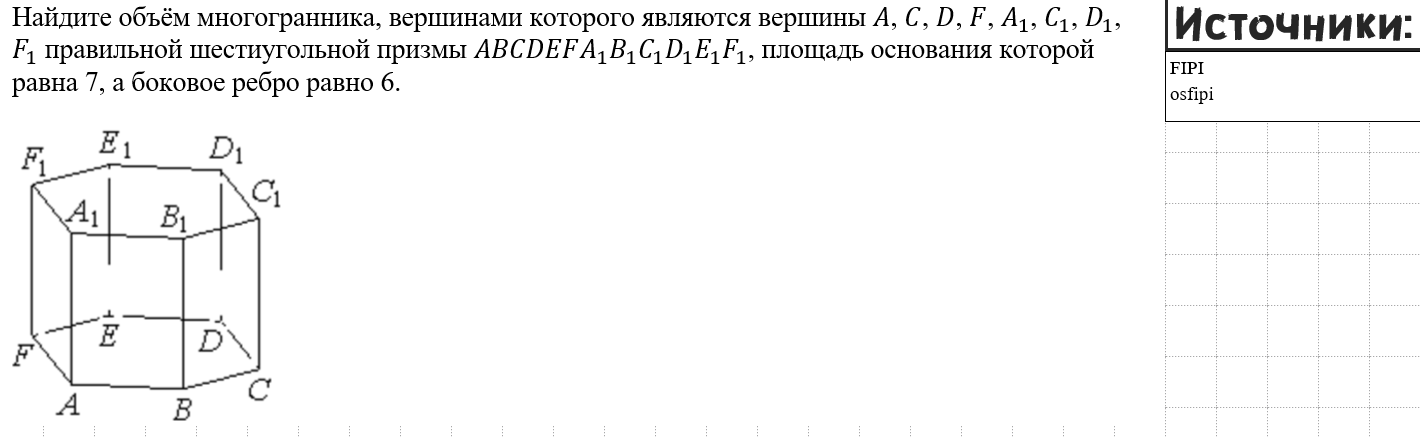 Найдите объём многогранника, вершинами которого являются вершины A, C, D, F, A₁, C₁, D₁,
F₁ правильной шестиугольной призмы ABCDEFA₁B₁C₁D₁E₁F₁, площадь основания которой
равна 7, а боковое ребро равно 6.
Источники:
FIPI
osfipi
E₁
D₁
F₁
C₁
A₁
B₁
E
D
F
C
A
B